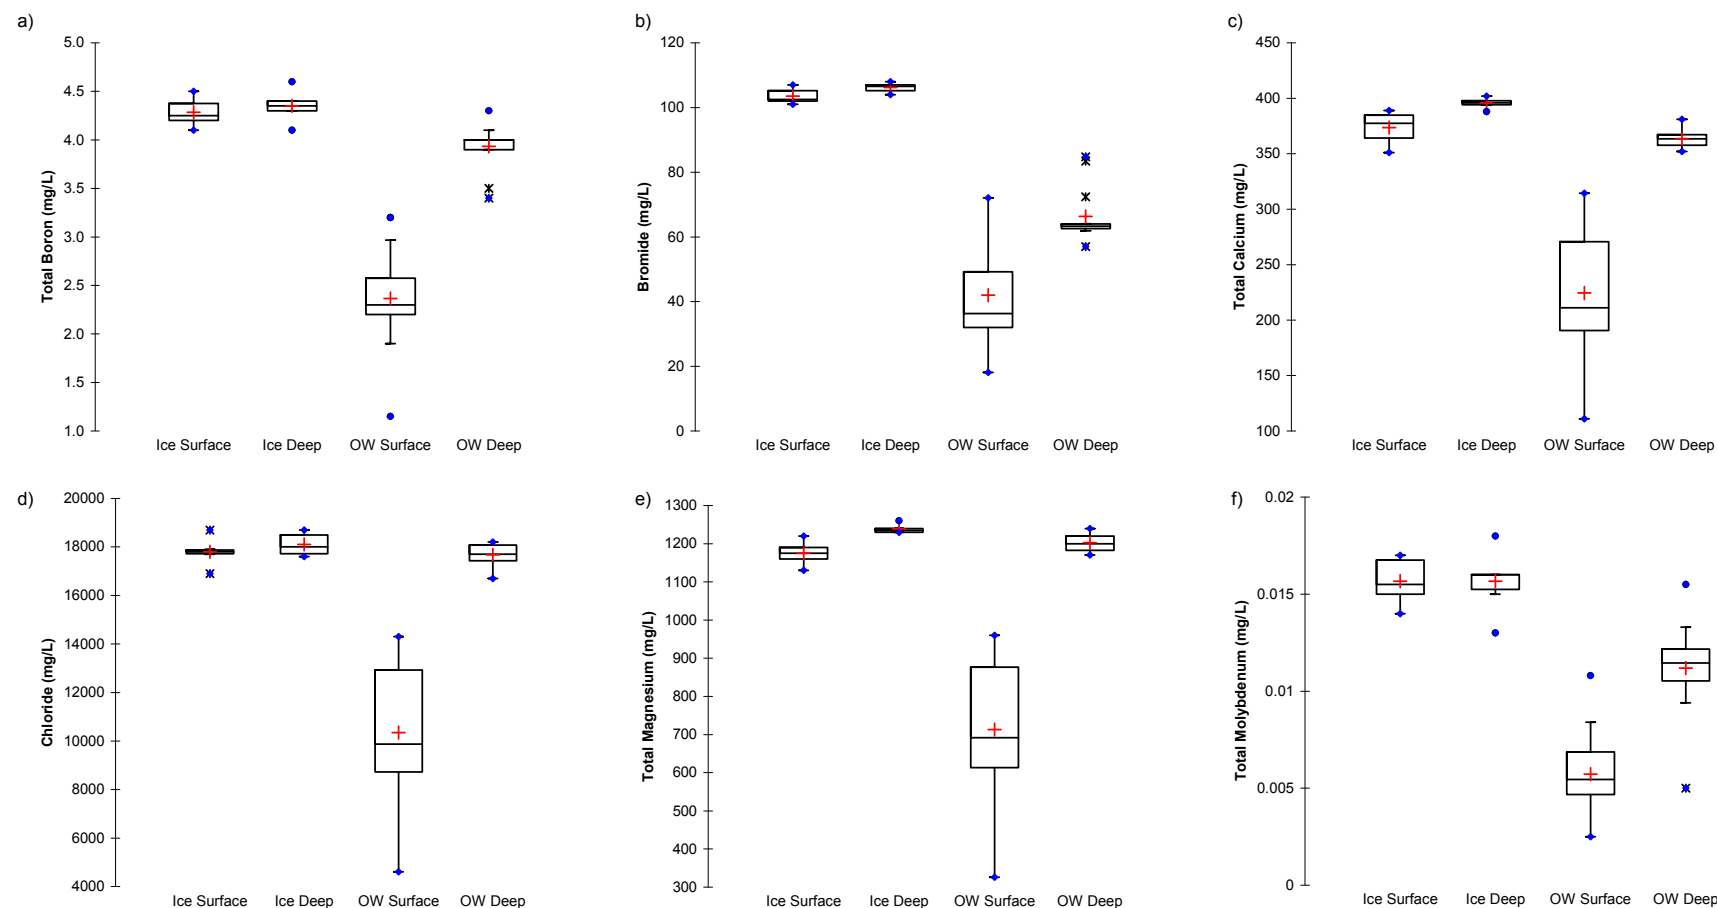 a)
Total Boron (mg/L)
5.0
4.5
4.0
3.5
3.0
2.5
2.0
1.5
1.0
Ice Surface Ice Deep OW Surface OW Deep
b)
Bromide (mg/L)
120
100
80
60
40
20
0
Ice Surface Ice Deep OW Surface OW Deep
c)
Total Calcium (mg/L)
450
400
350
300
250
200
150
100
Ice Surface Ice Deep OW Surface OW Deep
d)
Chloride (mg/L)
20000
18000
16000
14000
12000
10000
8000
6000
4000
Ice Surface Ice Deep OW Surface OW Deep
e)
Total Magnesium (mg/L)
1300
1200
1100
1000
900
800
700
600
500
400
300
Ice Surface Ice Deep OW Surface OW Deep
f)
Total Molybdenum (mg/L)
0.02
0.015
0.01
0.005
0
Ice Surface Ice Deep OW Surface OW Deep